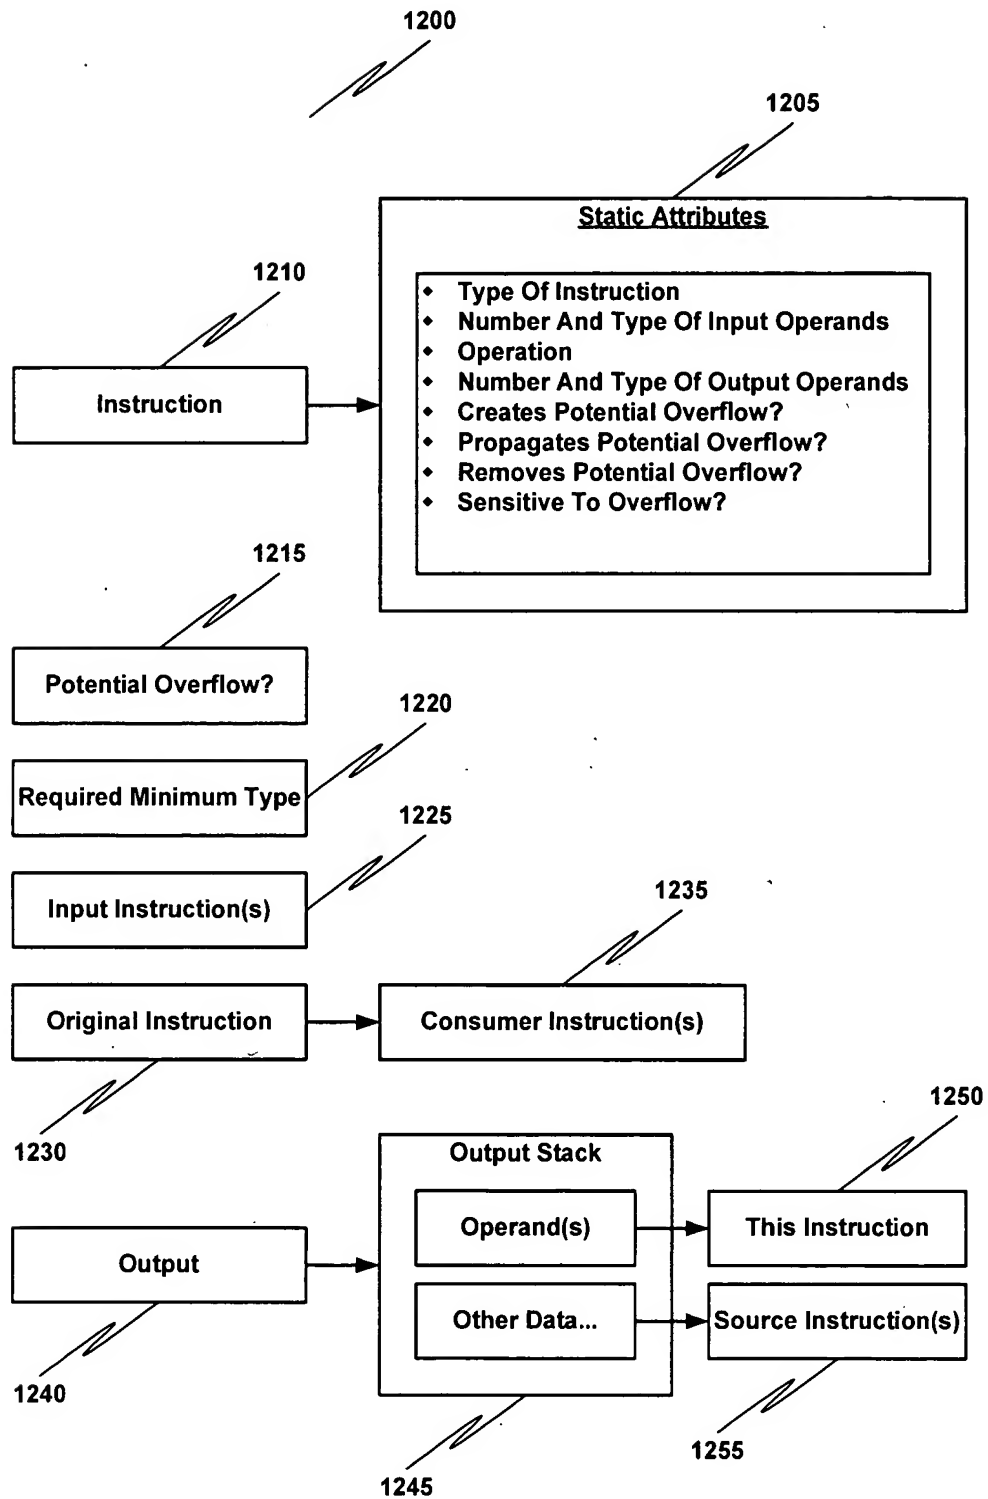 1200
1205
Static Attributes
1210
Type Of Instruction
Number And Type Of Input Operands
Operation
Number And Type Of Output Operands
Instruction
Creates Potential Overflow?
Propagates Potential Overflow?
Removes Potential Overflow?
Sensitive To Overflow?
1215
Potential Overflow?
1220
Required Minimum Type
1225
Input Instruction(s)
1235
Original Instruction
Consumer Instruction(s)
1230
1250
Output Stack
Operand(s)
This Instruction
Output
Other Data...
Source Instruction(s)
1240
1245
1255